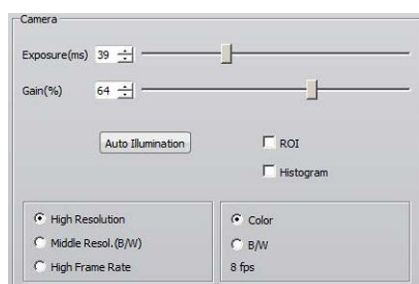 Camera
Exposure(ms) 39
Gain(%) 64
Auto Illumination
ROI
Histogram
High Resolution
Color
Middle Resol.(B/W)
B/W
High Frame Rate
8 fps